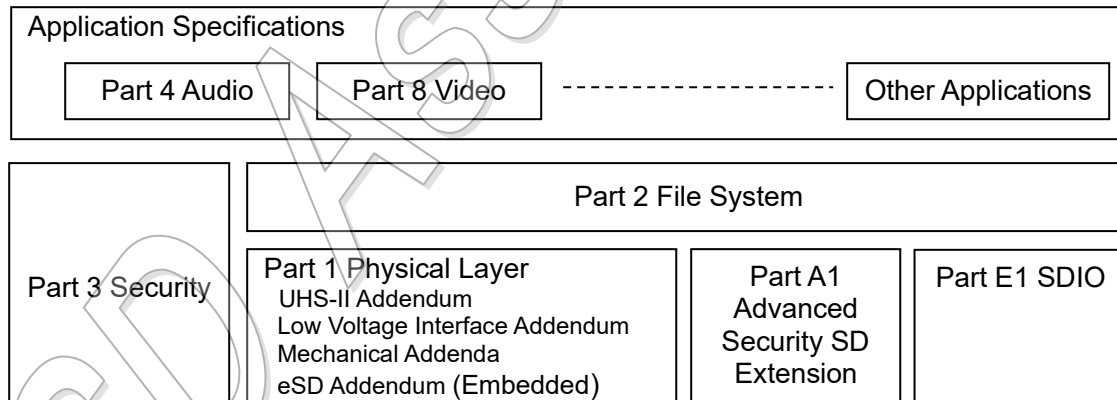 Application Specifications
Part 4 Audio
Part 8 Video
Other Applications
Part 2 File System
Part 3 Security
Part 1 Physical Layer
UHS-II Addendum
Low Voltage Interface Addendum
Mechanical Addenda
eSD Addendum (Embedded)
Part A1
Advanced
Security SD
Extension
Part E1 SDIO